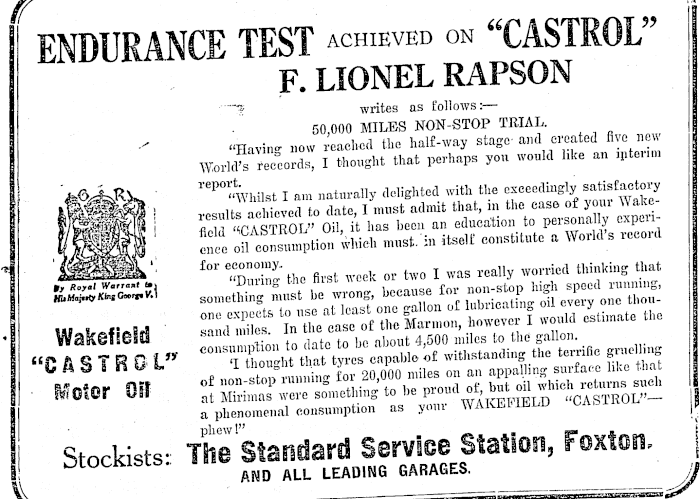 ENDURANCE TEST ACHIEVED ON "CASTROL"
F. LIONEL RAPSON
writes as follows:—
50,000 MILES NON-STOP TRIAL.
"Having now reached the half-way stage and created five new
World's reccords, I thought that perhaps you would like an interim
report.
"Whilst I am naturally delighted with the exceedingly satisfactory
results achieved to date, I must admit that, in the case of your Wake-
field "CASTROL" Oil, it has been an education to personally experi-
ence oil consumption which must in itself constitute a World's record
for economy.
"During the first week or two I was really worried thinking that
something must be wrong, because for non-stop high speed running,
one expects to use at least one gallon of lubricating oil every one thou-
sand miles. In the case of the Marmon, however I would estimate the
consumption to date to be about 4,500 miles to the gallon.
'I thought that tyres capable of withstanding the terrific gruelling
of non-stop running for 20,000 miles on an appalling surface like that
at Mirimas were something to be proud of, but oil which returns such
a phenomenal consumption as your WAKEFIELD "CASTROL"—
phew!"
G R
By Royal Warrant to
His Majesty King George V.
Wakefield
"CASTROL"
Motor Oil
Stockists: The Standard Service Station, Foxton.
AND ALL LEADING GARAGES.